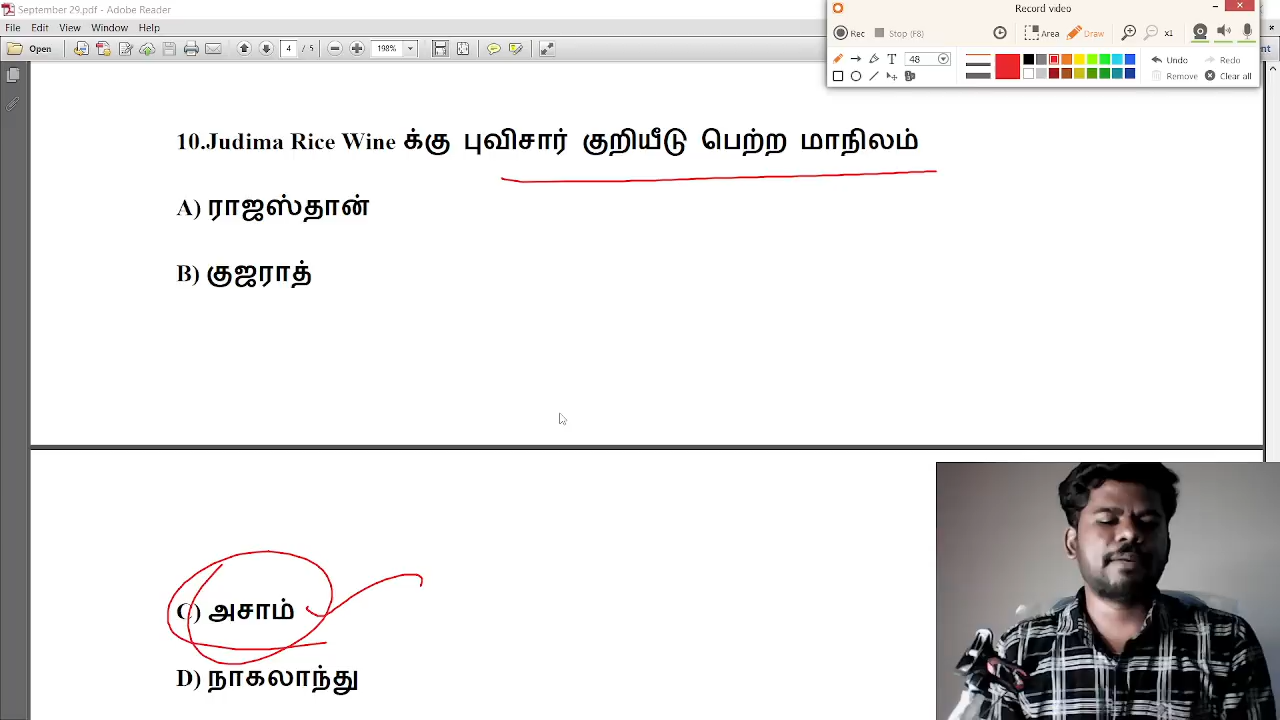 September 29.pdf - Adobe Reader
Record video
File Edit View Window Help
Open 4 / 5 198%
Rec Stop (F8) Area Draw x1
T 48 Undo Redo
Remove Clear all
10.Judima Rice Wine க்கு புவிசார் குறியீடு பெற்ற மாநிலம்
A) ராஜஸ்தான்
B) குஜராத்
C) அசாம்
D) நாகலாந்து